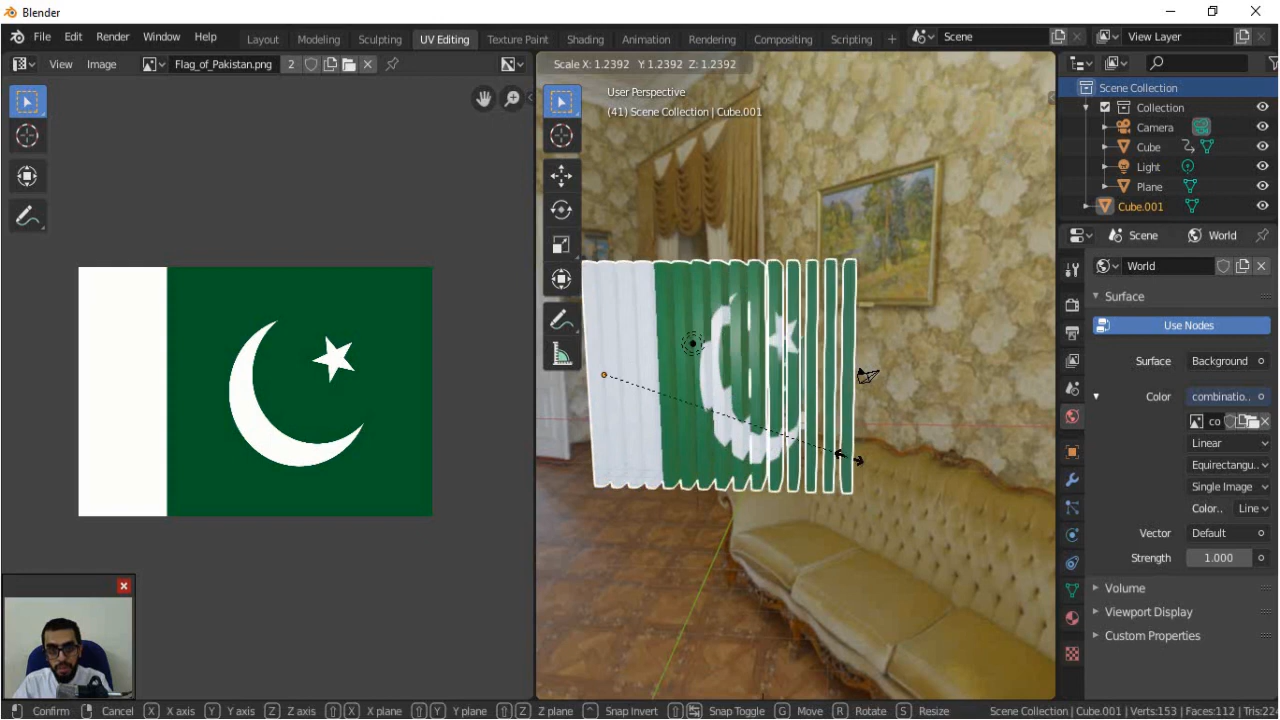 Blender
File Edit Render Window Help Layout Modeling Sculpting UV Editing Texture Paint Shading Animation Rendering Compositing Scripting + Scene View Layer
View Image Flag_of_Pakistan.png 2
Scale X: 1.2392 Y: 1.2392 Z: 1.2392
User Perspective
(41) Scene Collection | Cube.001
Scene Collection
Collection
Camera
Cube
Light
Plane
Cube.001
Scene World
World
Surface
Use Nodes
Surface Background
Color combinatio..
co
Linear
Equirectangu..
Single Image
Color.. Line
Vector Default
Strength 1.000
Volume
Viewport Display
Custom Properties
Confirm Cancel X X axis Y Y axis Z Z axis X X plane Y Y plane Z Z plane ^ Snap Invert Snap Toggle G Move R Rotate S Resize Scene Collection | Cube.001 | Verts:153 | Faces:112 | Tris:22